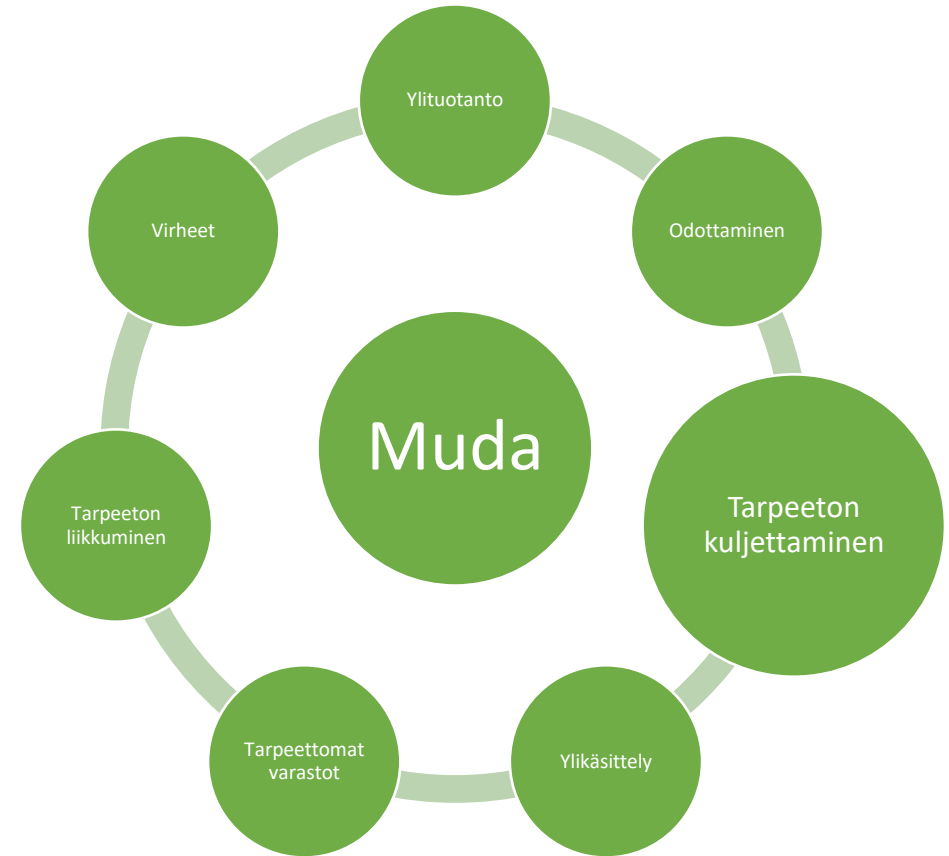 Ylituotanto
Odottaminen
Tarpeeton
kuljettaminen
Ylikäsittely
Tarpeettomat
varastot
Tarpeeton
liikkuminen
Virheet
Muda